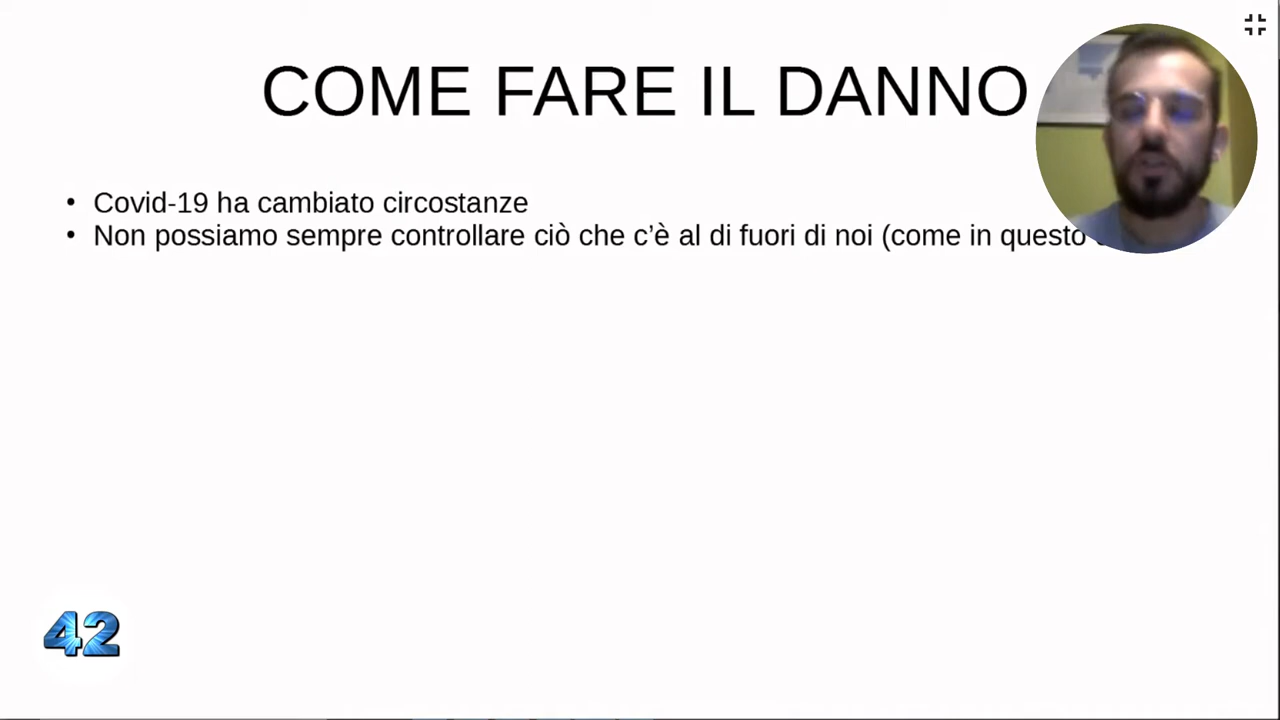 COME FARE IL DANNO
• Covid-19 ha cambiato circostanze
• Non possiamo sempre controllare ciò che c’è al di fuori di noi (come in questo
42